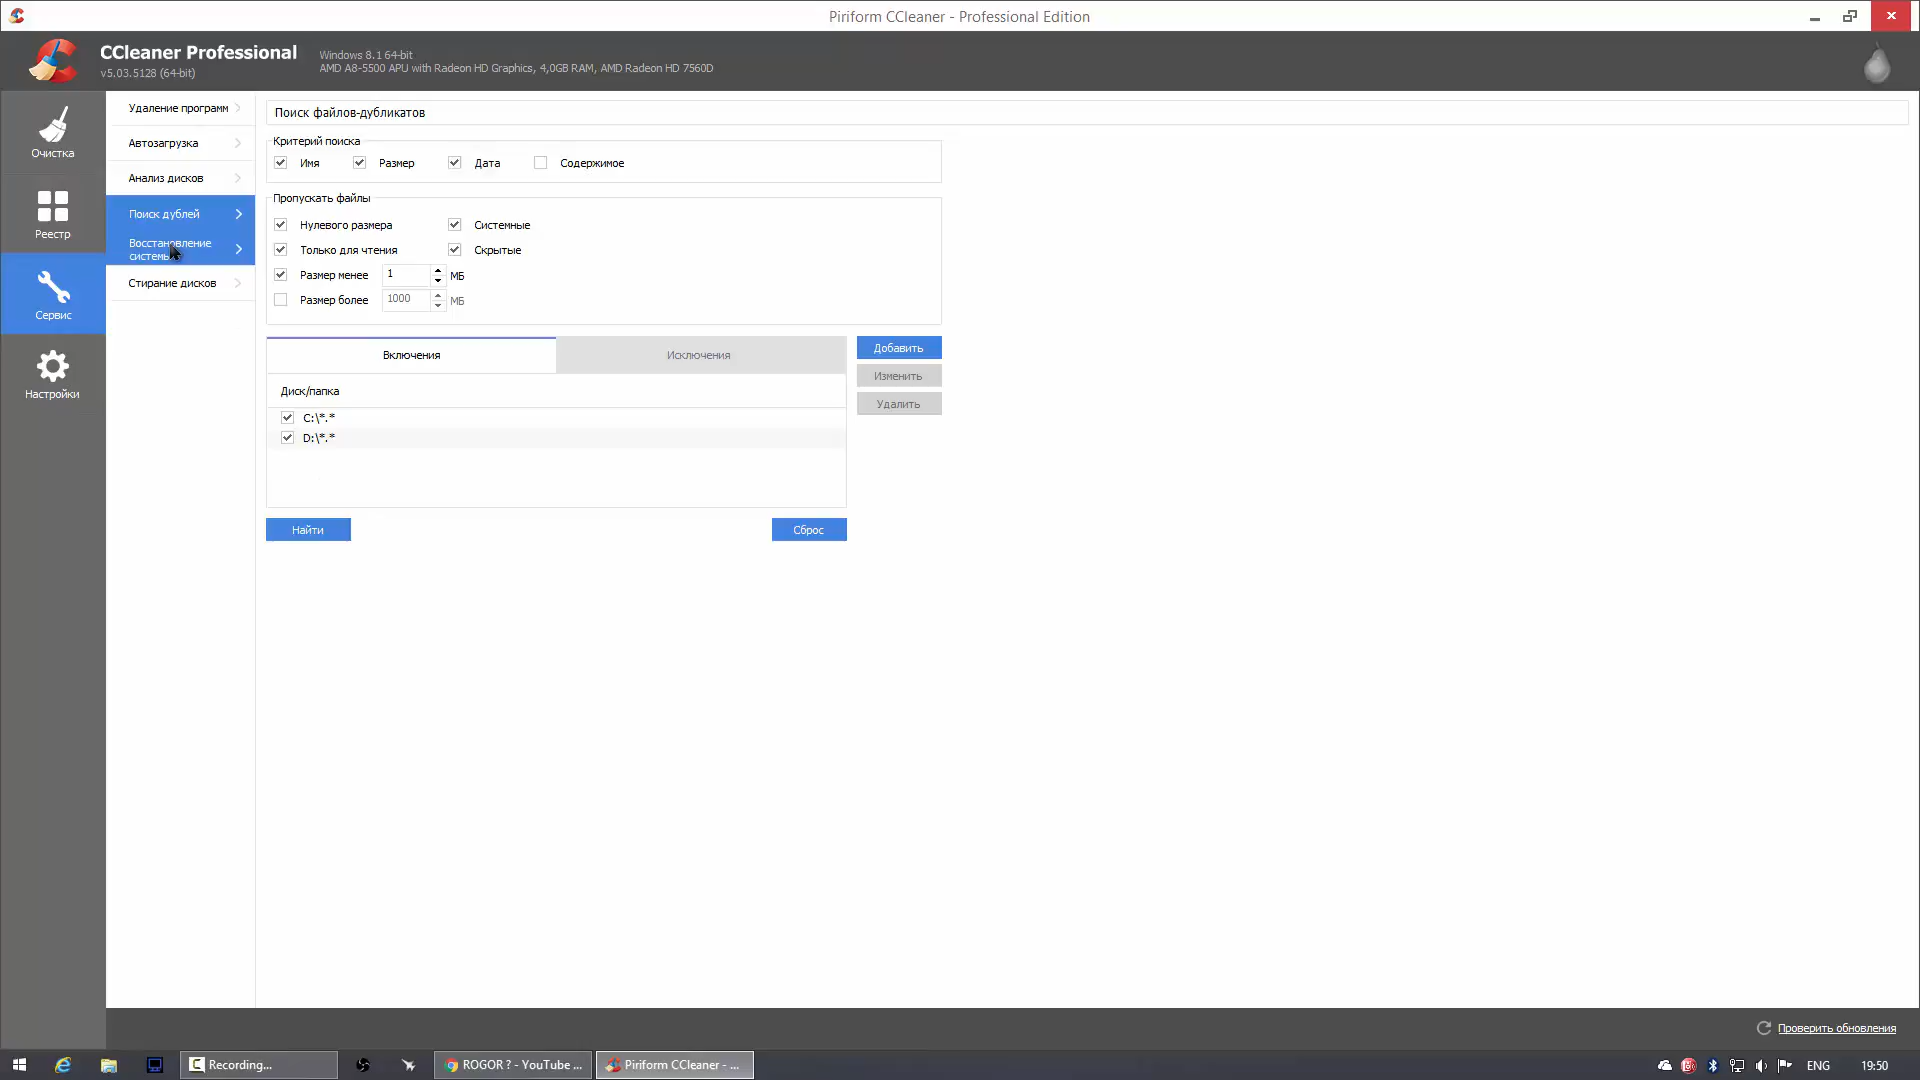 Piriform CCleaner - Professional Edition
CCleaner Professional
v5.03.5128 (64-bit)
Windows 8.1 64-bit
AMD A8-5500 APU with Radeon HD Graphics, 4,0GB RAM, AMD Radeon HD 7560D
Очистка
Реестр
Сервис
Настройки
Удаление программ
Автозагрузка
Анализ дисков
Поиск дублей
Восстановление
системы
Стирание дисков
Поиск файлов-дубликатов
Критерий поиска
Имя Размер Дата Содержимое
Пропускать файлы
Нулевого размера Системные
Только для чтения Скрытые
Размер менее 1 МБ
Размер более 1000 МБ
Включения Исключения
Диск/папка
C:\*.*
D:\*.*
Добавить
Изменить
Удалить
Найти Сброс
Проверить обновления
Recording...
ROGOR ? - YouTube ...
Piriform CCleaner - ...
ENG 19:50